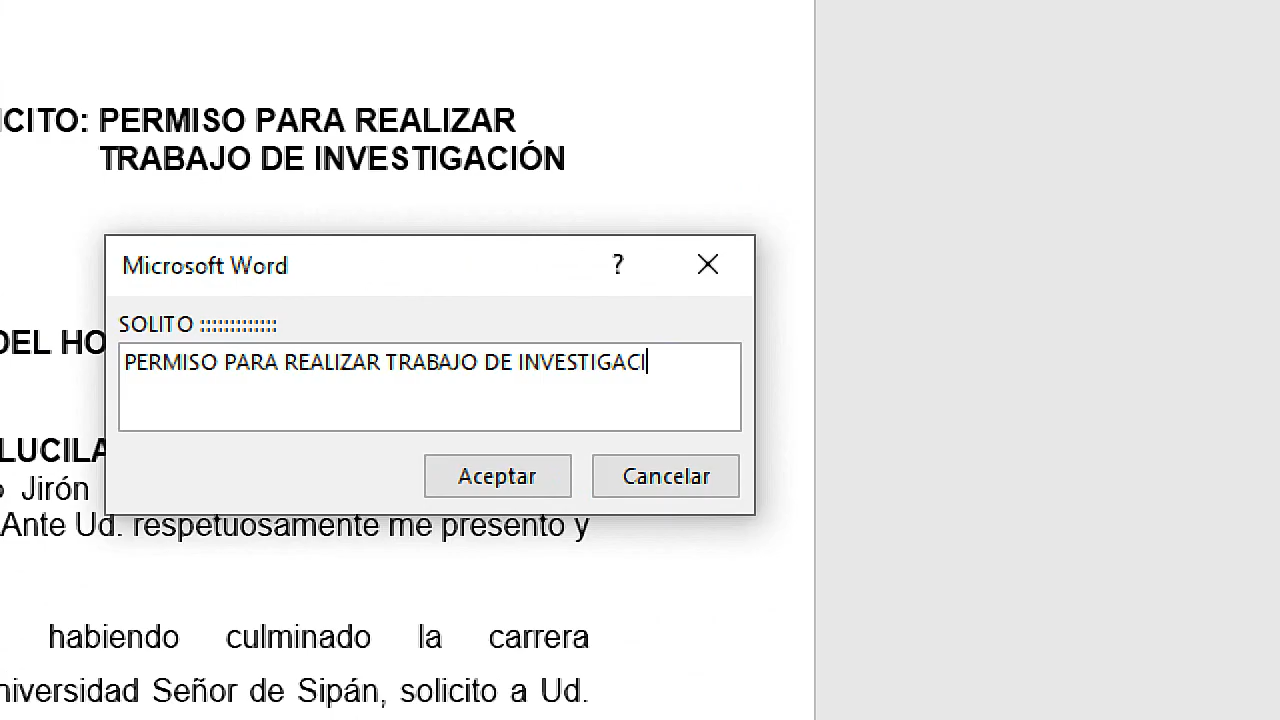 ICITO: PERMISO PARA REALIZAR
TRABAJO DE INVESTIGACIÓN
Microsoft Word
?
SOLITO :::::::::::::
PERMISO PARA REALIZAR TRABAJO DE INVESTIGACI
Aceptar
Cancelar
DEL HO
LUCILA
o Jirón
Ante Ud. respetuosamente me presento y
habiendo culminado la carrera
niversidad Señor de Sipán, solicito a Ud.